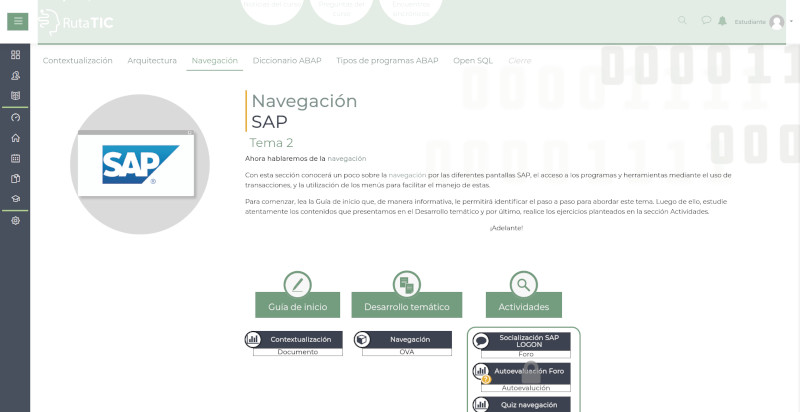 RutaTIC
Estudiante
Contextualización Arquitectura Navegación Diccionario ABAP Tipos de programas ABAP Open SQL Cierre
Navegación
SAP
Tema 2
Ahora hablaremos de la navegación
Con esta sección conocerá un poco sobre la navegación por las diferentes pantallas SAP, el acceso a los programas y herramientas mediante el uso de
transacciones, y la utilización de los menús para facilitar el manejo de estas.
Para comenzar, lea la Guía de inicio que, de manera informativa, le permitirá identificar el paso a paso para abordar este tema. Luego de ello, estudie
atentamente los contenidos que presentamos en el Desarrollo temático y por último, realice los ejercicios planteados en la sección Actividades.
¡Adelante!
SAP®
Guía de inicio Desarrollo temático Actividades
Contextualización
Documento
Navegación
OVA
Socialización SAP
LOGON
Foro
Autoevaluación Foro
Autoevalución
Quiz navegación